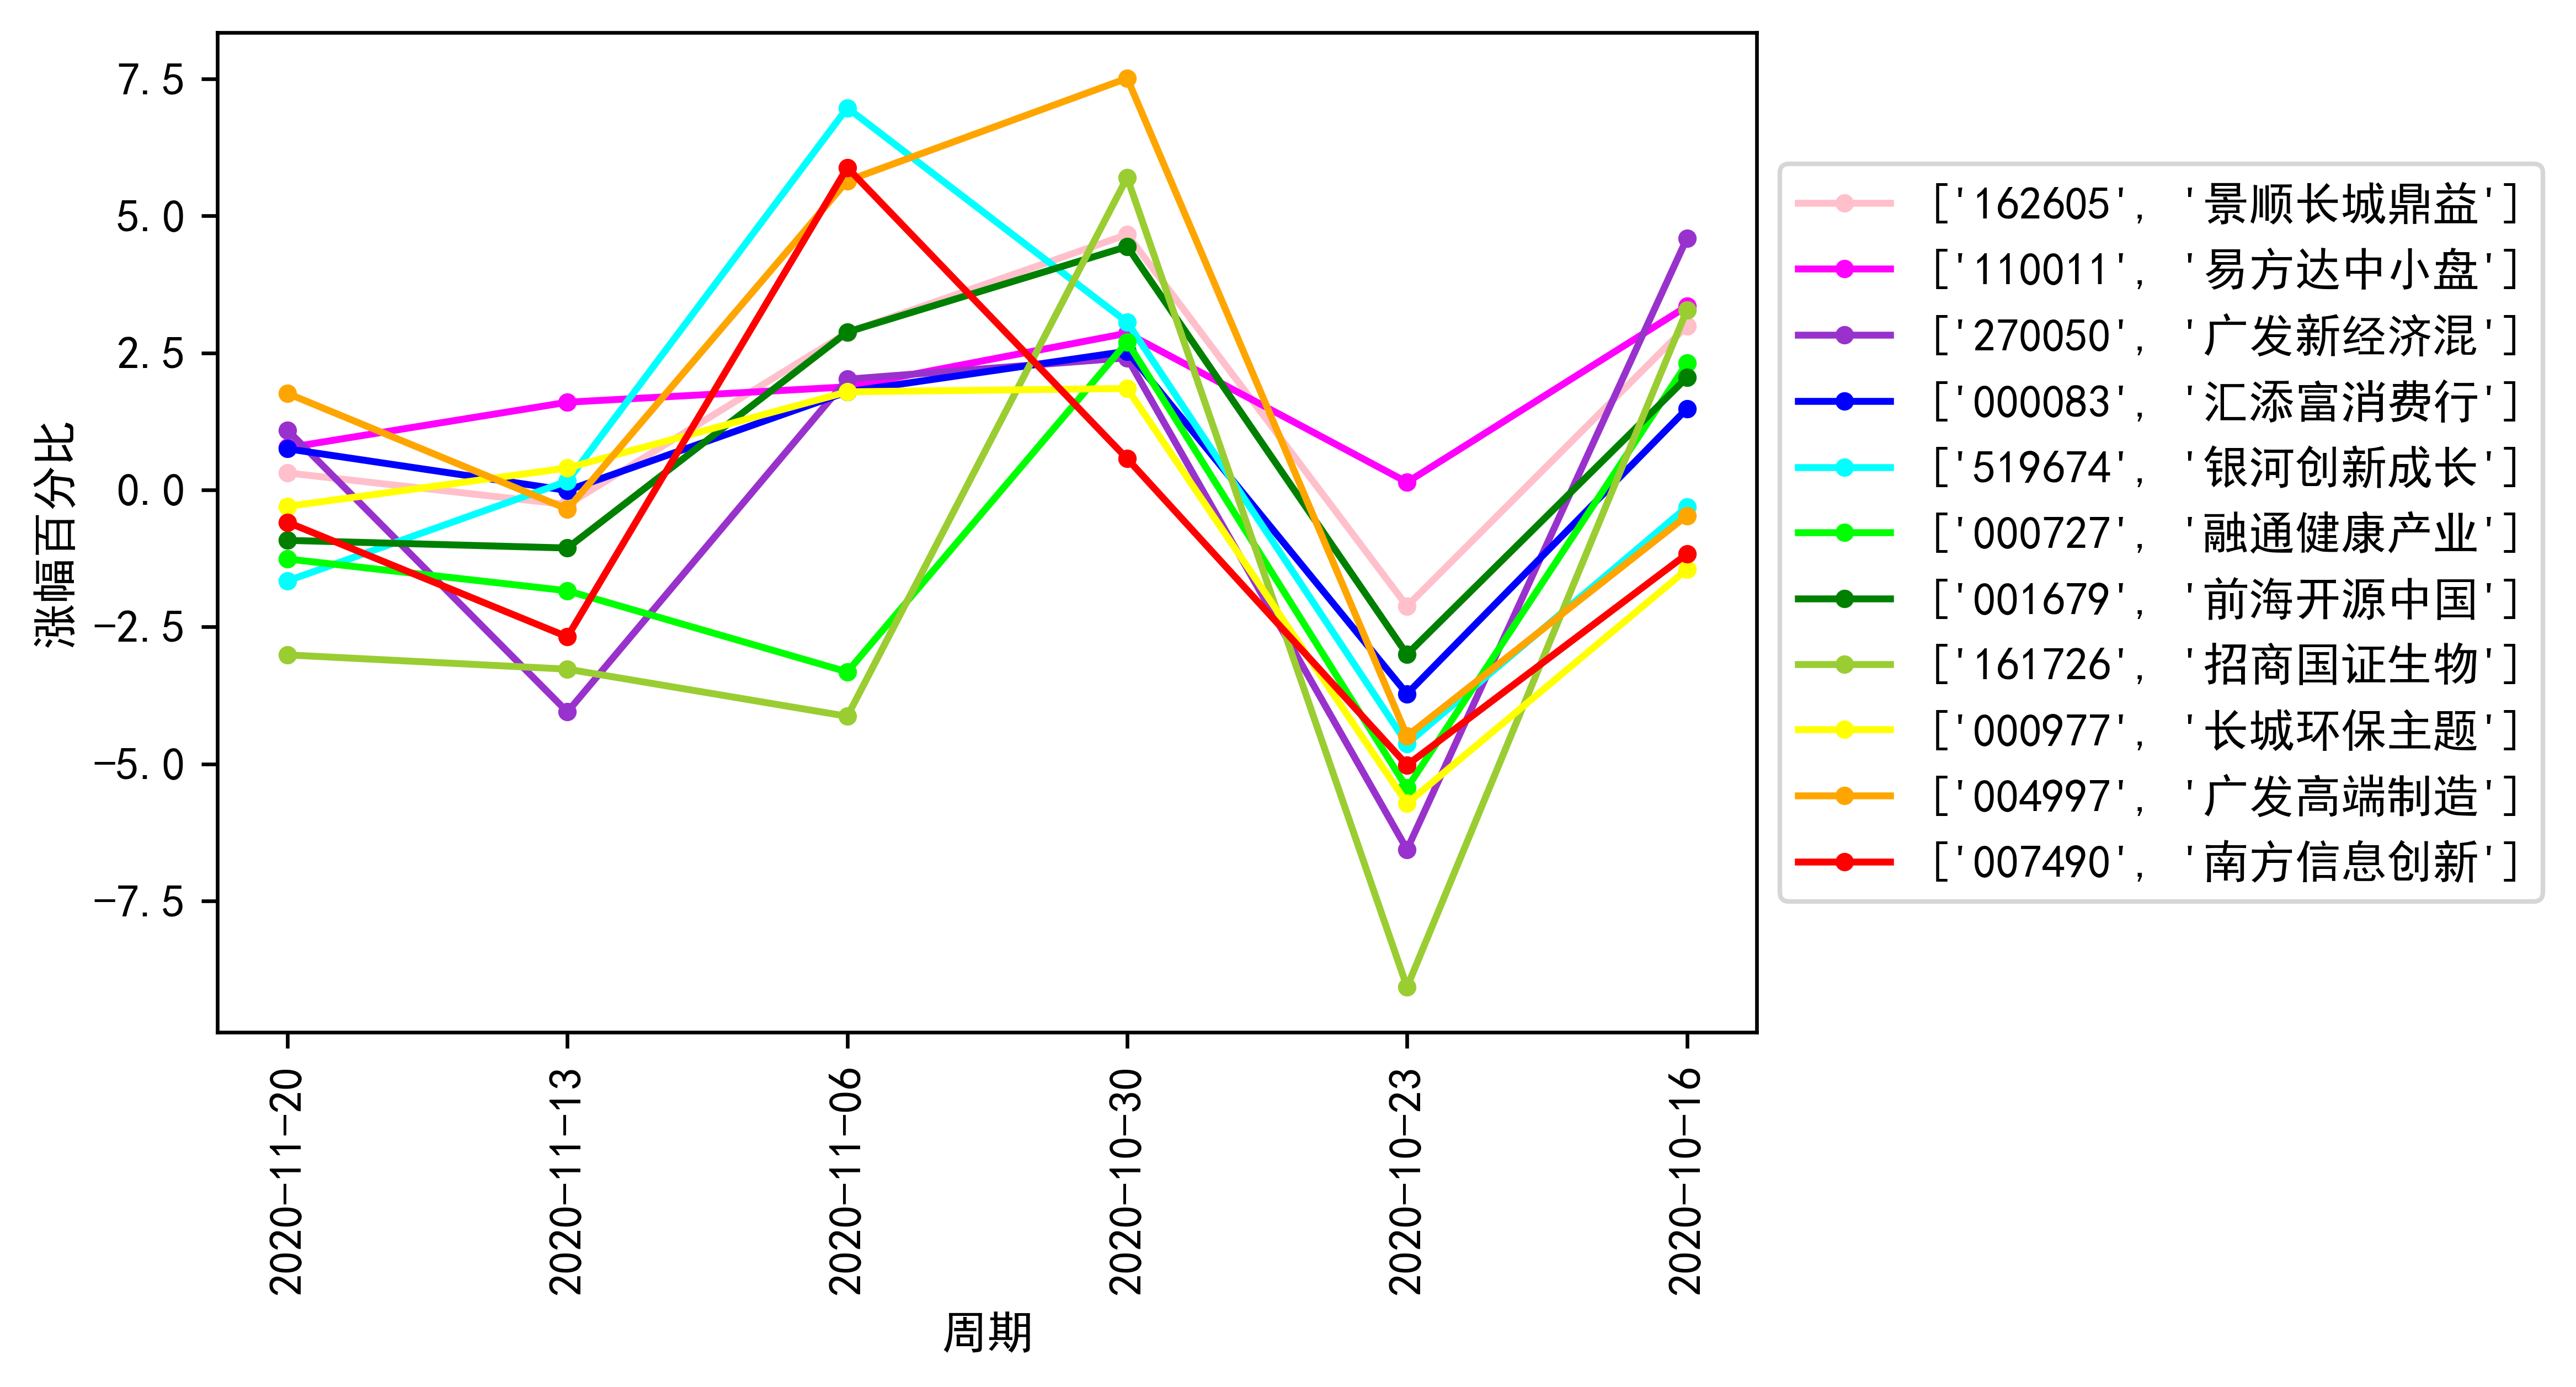 7.5
5.0
2.5
0.0
−2.5
−5.0
−7.5
涨幅百分比
2020-11-20
2020-11-13
2020-11-06
2020-10-30
2020-10-23
2020-10-16
周期
['162605', '景顺长城鼎益']
['110011', '易方达中小盘']
['270050', '广发新经济混']
['000083', '汇添富消费行']
['519674', '银河创新成长']
['000727', '融通健康产业']
['001679', '前海开源中国']
['161726', '招商国证生物']
['000977', '长城环保主题']
['004997', '广发高端制造']
['007490', '南方信息创新']